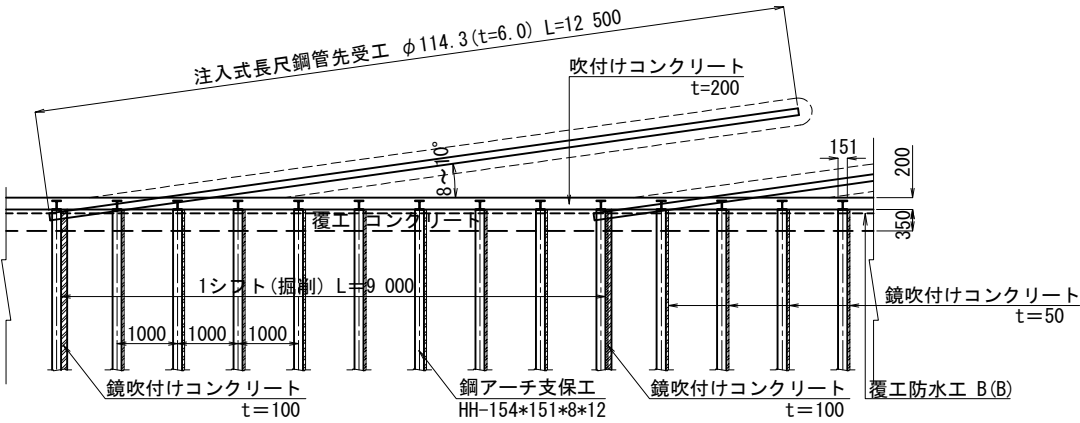 注入式長尺鋼管先受工 φ114.3(t=6.0) L=12 500
吹付けコンクリート
t=200
8~10°
151
200
350
覆工 コンクリート
1シフト(掘削) L=9 000
1000
1000
1000
鏡吹付けコンクリート
t=50
鏡吹付けコンクリート
t=100
鋼アーチ支保工
HH-154*151*8*12
鏡吹付けコンクリート
t=100
覆工防水工 B(B)